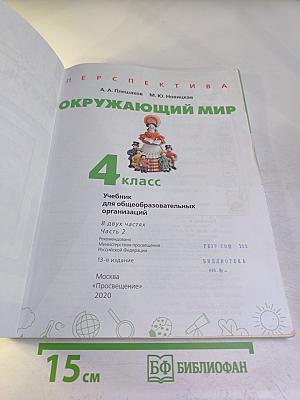 ПЕРСПЕКТИВА
А. А. Плешаков М. Ю. Новицкая
ОКРУЖАЮЩИЙ МИР
4 класс
Учебник
для общеобразовательных
организаций
В двух частях
Часть 2
Рекомендовано
Министерством просвещения
Российской Федерации
13-е издание
Москва
«Просвещение»
2020
БИБЛИОТЕКА
15 см
БФ БИБЛИОФАН